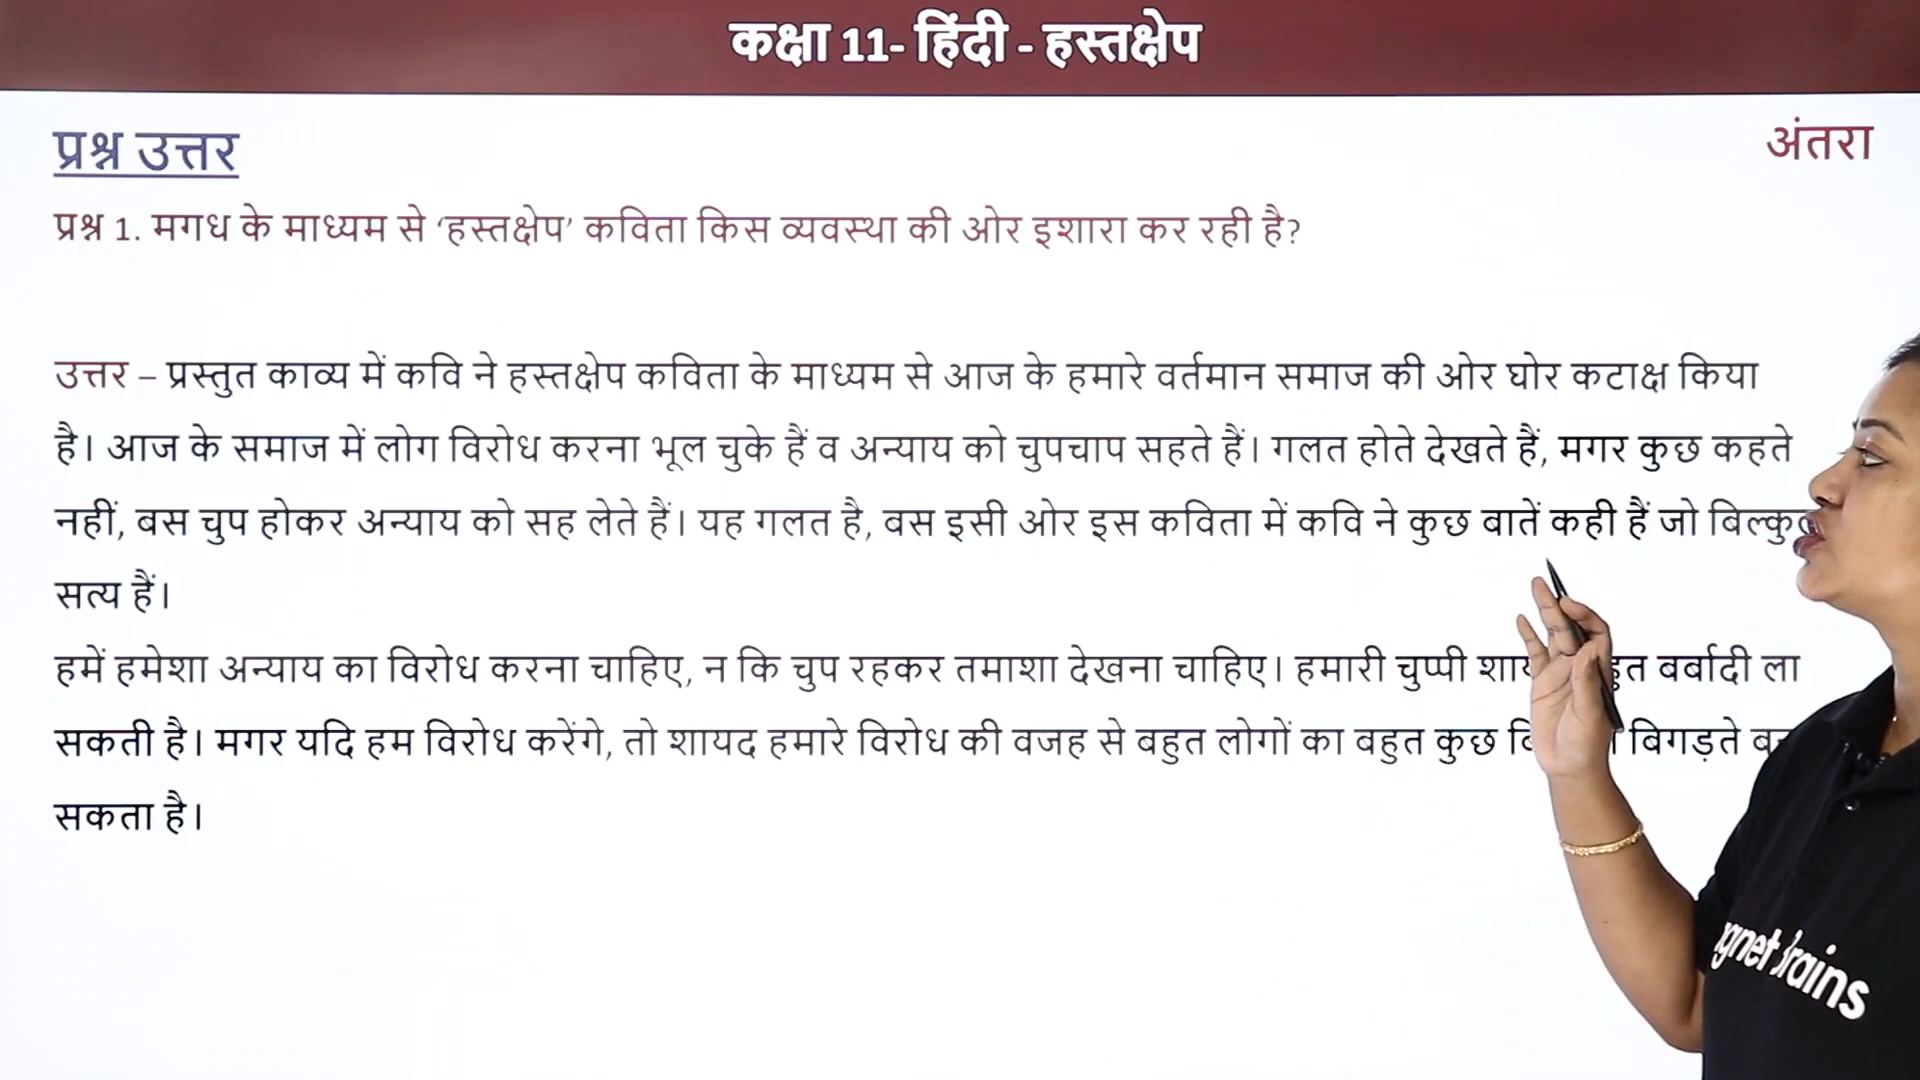 कक्षा 11- हिंदी - हस्तक्षेप
प्रश्न उत्तर
अंतरा
प्रश्न 1. मगध के माध्यम से ‘हस्तक्षेप’ कविता किस व्यवस्था की ओर इशारा कर रही है?
उत्तर – प्रस्तुत काव्य में कवि ने हस्तक्षेप कविता के माध्यम से आज के हमारे वर्तमान समाज की ओर घोर कटाक्ष किया
है। आज के समाज में लोग विरोध करना भूल चुके हैं व अन्याय को चुपचाप सहते हैं। गलत होते देखते हैं, मगर कुछ कहते
नहीं, बस चुप होकर अन्याय को सह लेते हैं। यह गलत है, बस इसी ओर इस कविता में कवि ने कुछ बातें कही हैं जो
सत्य हैं।
हमें हमेशा अन्याय का विरोध करना चाहिए, न कि चुप रहकर तमाशा देखना चाहिए। हमारी चुप्पी बर्बादी ला
सकती है। मगर यदि हम विरोध करेंगे, तो शायद हमारे विरोध की वजह से बहुत लोगों का बहुत कुछ बिगड़ते
सकता है।
gnet Brains